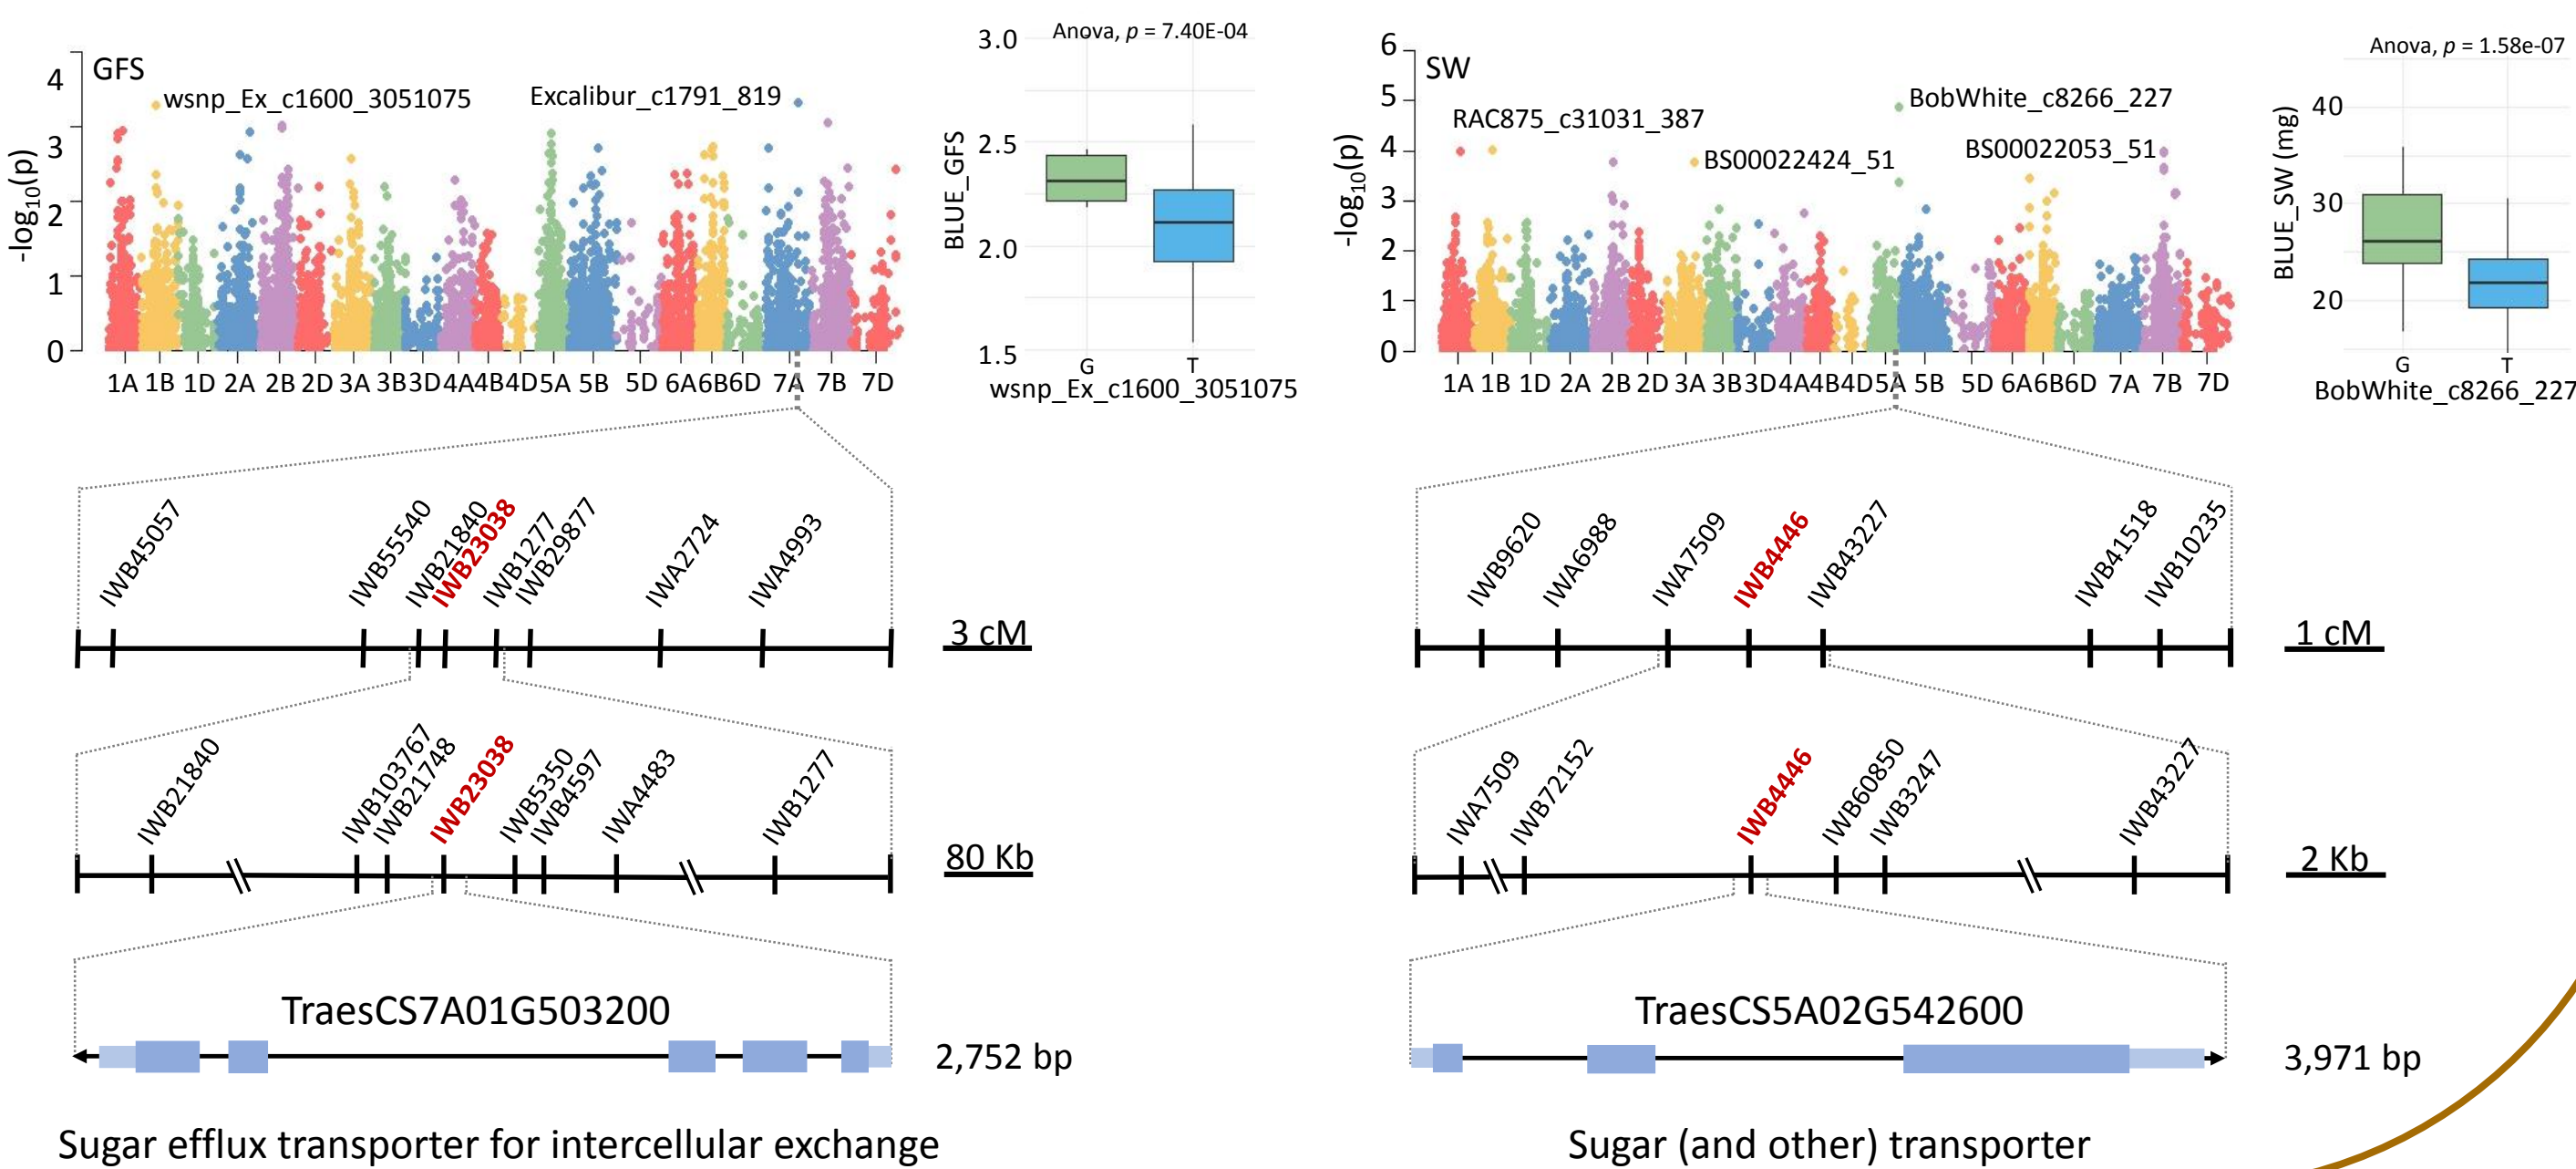 GFS
-log10(p)
4
3
2
1
0
wsnp_Ex_c1600_3051075
Excalibur_c1791_819
1A 1B 1D 2A 2B 2D 3A 3B 3D 4A 4B 4D 5A 5B 5D 6A 6B 6D 7A 7B 7D
Anova, p = 7.40E-04
BLUE_GFS
3.0
2.5
2.0
1.5
G T
wsnp_Ex_c1600_3051075
SW
-log10(p)
6
5
4
3
2
1
0
RAC875_c31031_387
BS00022424_51
BobWhite_c8266_227
BS00022053_51
1A 1B 1D 2A 2B 2D 3A 3B 3D 4A 4B 4D 5A 5B 5D 6A 6B 6D 7A 7B 7D
Anova, p = 1.58e-07
BLUE_SW (mg)
40
30
20
G T
BobWhite_c8266_227
IWB45057 IWB55540 IWB21840 IWB23038 IWB1277 IWB29877 IWA2724 IWA4993
3 cM
IWB9620 IWA6988 IWA7509 IWB4446 IWB43227 IWB41518 IWB10235
1 cM
IWB21840 IWB103767 IWB21748 IWB23038 IWB5350 IWB4597 IWA4483 IWB1277
80 Kb
IWA7509 IWB72152 IWB4446 IWB60850 IWB3247 IWB43227
2 Kb
TraesCS7A01G503200
2,752 bp
TraesCS5A02G542600
3,971 bp
Sugar efflux transporter for intercellular exchange
Sugar (and other) transporter